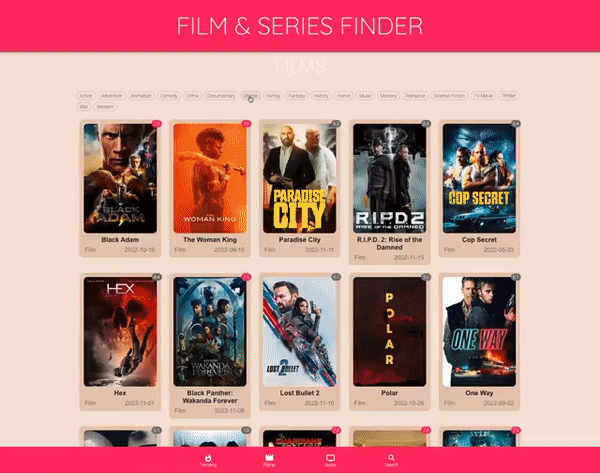 FILM & SERIES FINDER
FILMS
Action Adventure Animation Comedy Crime Documentary Drama Family Fantasy History Horror Music Mystery Romance Science Fiction TV Movie Thriller
War Western
BLACK ADAM
THE WOMAN KING
PARADISE CITY
R.I.P.D.2
RISE OF THE DAMNED
COP SECRET
Black Adam
The Woman King
Paradise City
R.I.P.D. 2: Rise of the Damned
Cop Secret
Film 2022-10-19
Film 2022-09-15
Film 2022-11-11
Film 2022-11-15
Film
HEX
WAKANDA FOREVER
LOST BULLET 2
POLAR
ONE WAY
Hex
Black Panther: Wakanda Forever
Lost Bullet 2
Polar
One Way
Film 2022-11-01
Film 2022-11-09
Film 2022-11-10
Film 2022-10-26
Film 2022-09-02
GUARDIANS
Trending
Films
Series
Search